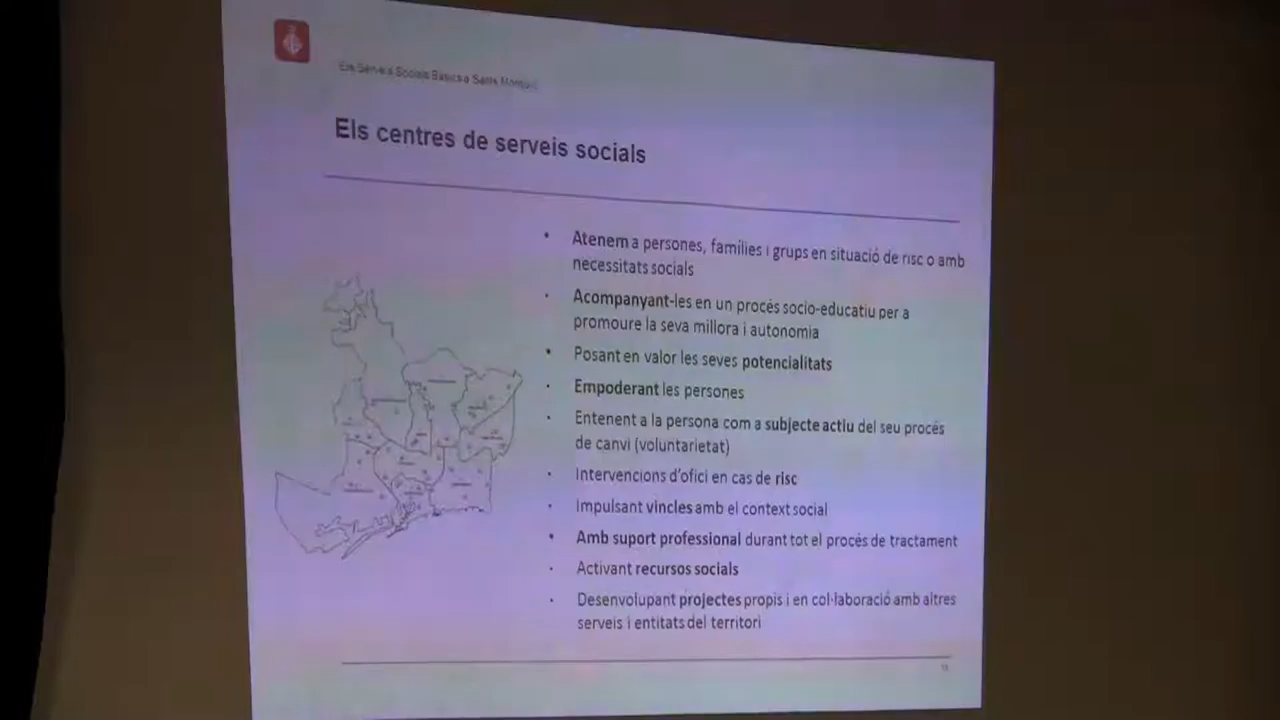 Els Serveis Socials Bàsics a Sants Montjuïc
Els centres de serveis socials
• Atenem a persones, famílies i grups en situació de risc o amb
necessitats socials
• Acompanyant-les en un procés socio-educatiu per a
promoure la seva millora i autonomia
• Posant en valor les seves potencialitats
• Empoderant les persones
• Entenent a la persona com a subjecte actiu del seu procés
de canvi (voluntarietat)
• Intervencions d'ofici en cas de risc
• Impulsant vincles amb el context social
• Amb suport professional durant tot el procés de tractament
• Activant recursos socials
• Desenvolupant projectes propis i en col·laboració amb altres
serveis i entitats del territori